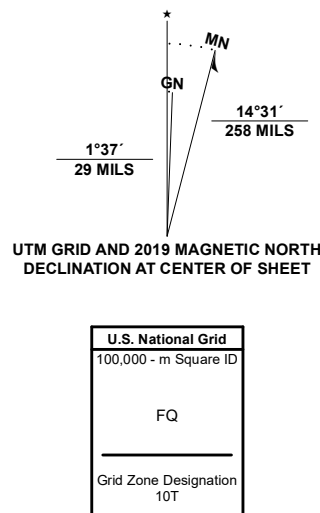 ★
MN
GN
14°31´
258 MILS
1°37´
29 MILS
UTM GRID AND 2019 MAGNETIC NORTH
DECLINATION AT CENTER OF SHEET
U.S. National Grid
100,000 - m Square ID
FQ
Grid Zone Designation
10T